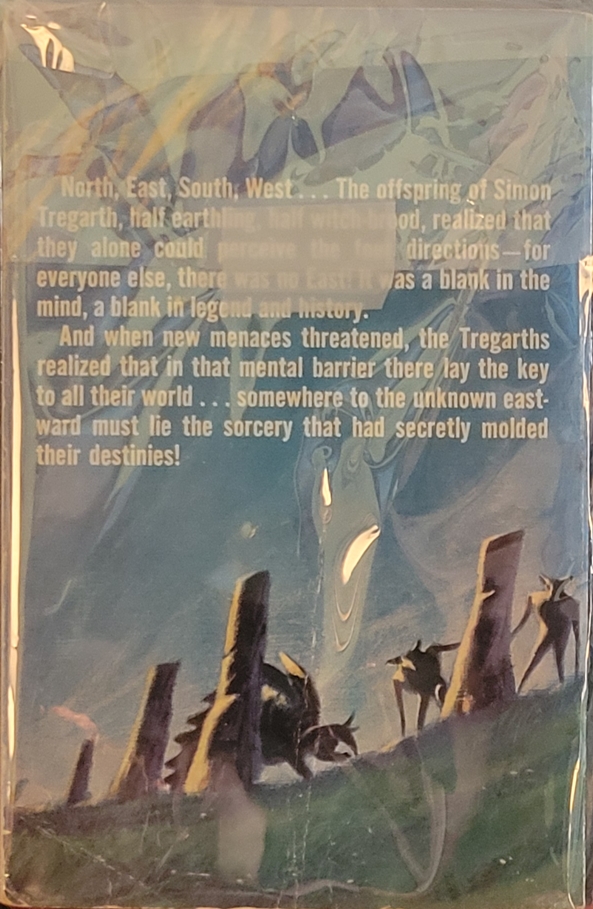 North, East, South, West . . . The offspring of Simon
Tregarth, half earthling, half witch-blood, realized that
they alone could perceive the four directions—for
everyone else, there was no East! It was a blank in the
mind, a blank in legend and history.
And when new menaces threatened, the Tregarths
realized that in that mental barrier there lay the key
to all their world . . . somewhere to the unknown east-
ward must lie the sorcery that had secretly molded
their destinies!